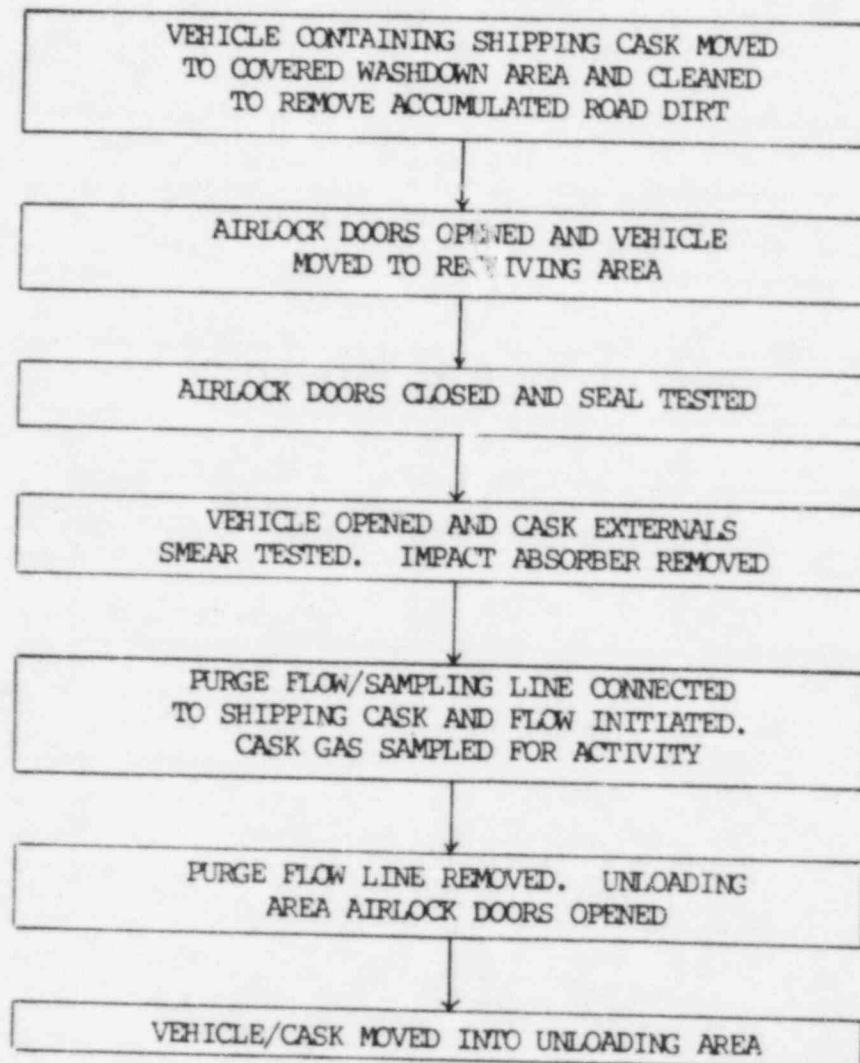 VEHICLE CONTAINING SHIPPING CASK MOVED
TO COVERED WASHDOWN AREA AND CLEANED
TO REMOVE ACCUMULATED ROAD DIRT
AIRLOCK DOORS OPENED AND VEHICLE
MOVED TO RECEIVING AREA
AIRLOCK DOORS CLOSED AND SEAL TESTED
VEHICLE OPENED AND CASK EXTERNALS
SMEAR TESTED. IMPACT ABSORBER REMOVED
PURGE FLOW/SAMPLING LINE CONNECTED
TO SHIPPING CASK AND FLOW INITIATED.
CASK GAS SAMPLED FOR ACTIVITY
PURGE FLOW LINE REMOVED. UNLOADING
AREA AIRLOCK DOORS OPENED
VEHICLE/CASK MOVED INTO UNLOADING AREA